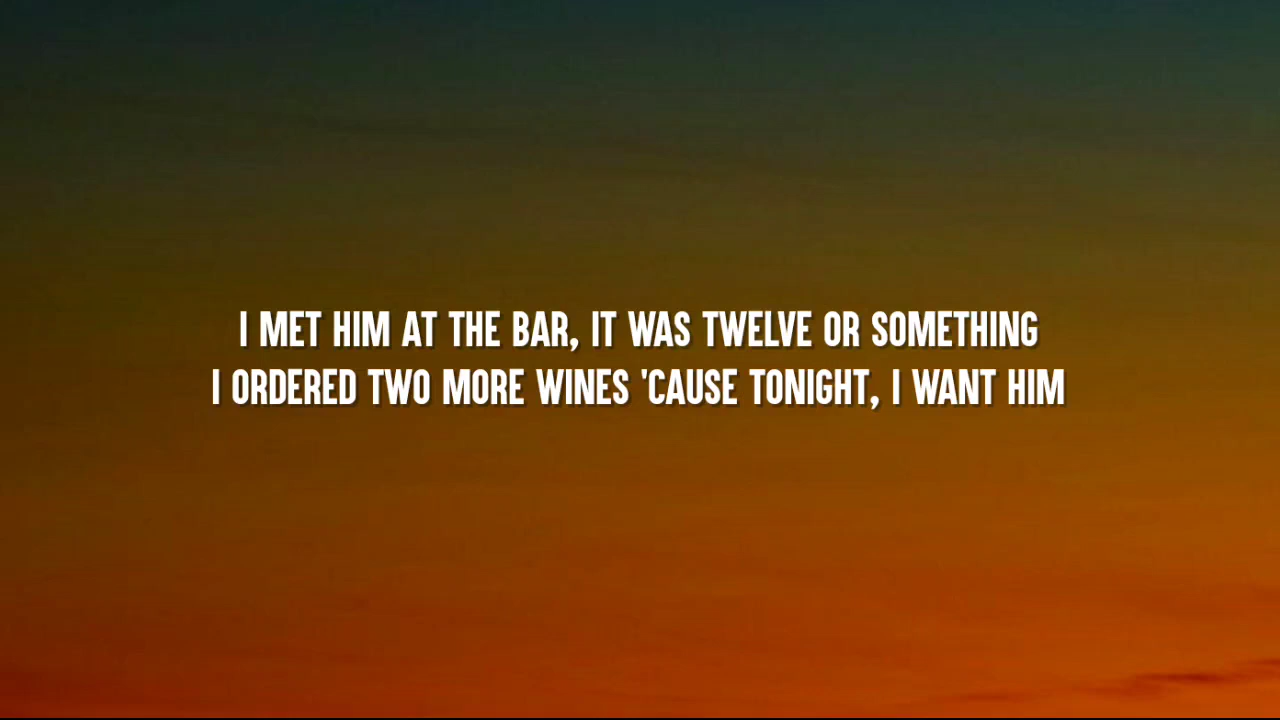 I MET HIM AT THE BAR, IT WAS TWELVE OR SOMETHING
I ORDERED TWO MORE WINES 'CAUSE TONIGHT, I WANT HIM